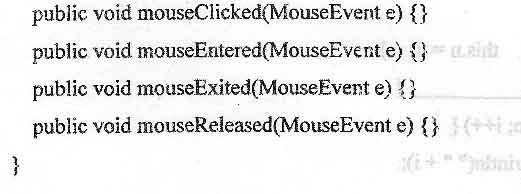 public void mouseClicked(MouseEvent e) {}
public void mouseEntered(MouseEvent e) {}
public void mouseExited(MouseEvent e) {}
public void mouseReleased(MouseEvent e) {}
}